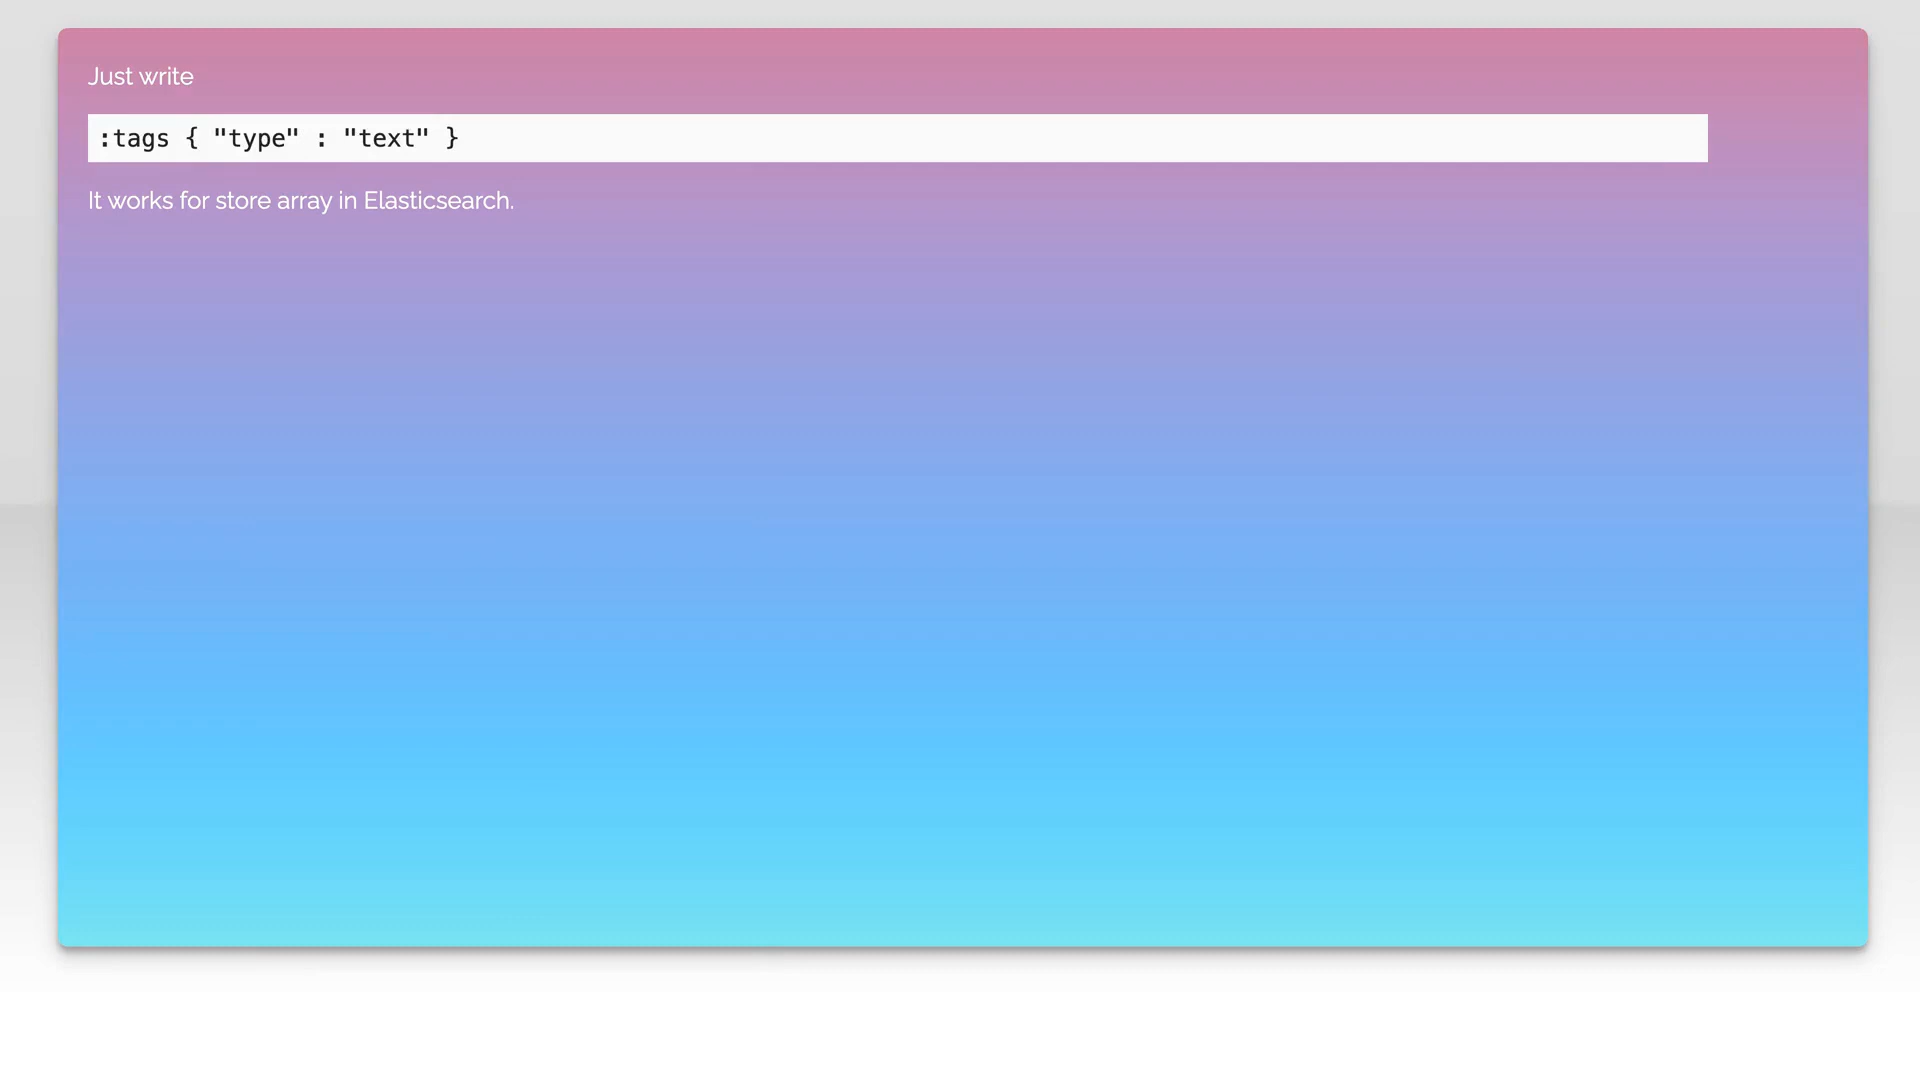 Just write
:tags { "type" : "text" }
It works for store array in Elasticsearch.